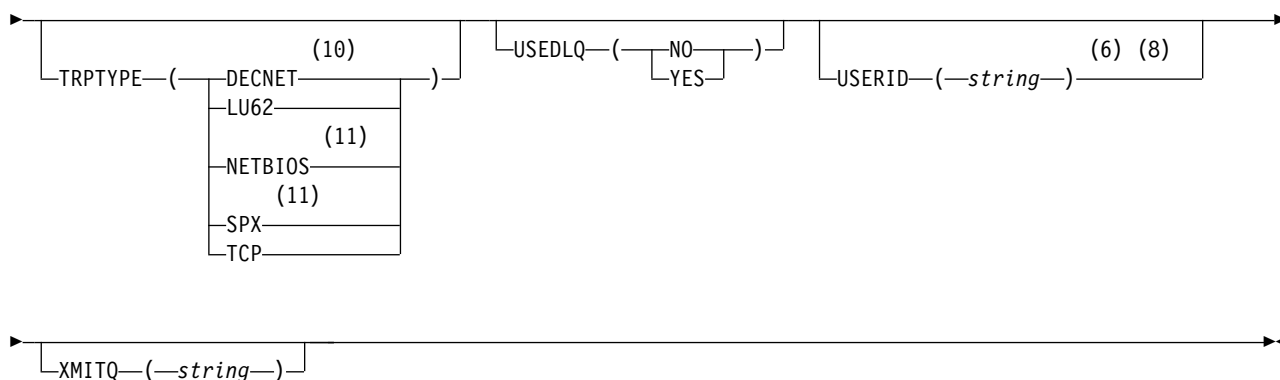 (10)
TRPTYPE ( DECNET )
LU62
(11)
NETBIOS
(11)
SPX
TCP
USEDLQ ( NO )
YES
(6) (8)
USERID ( string )
XMITQ ( string )